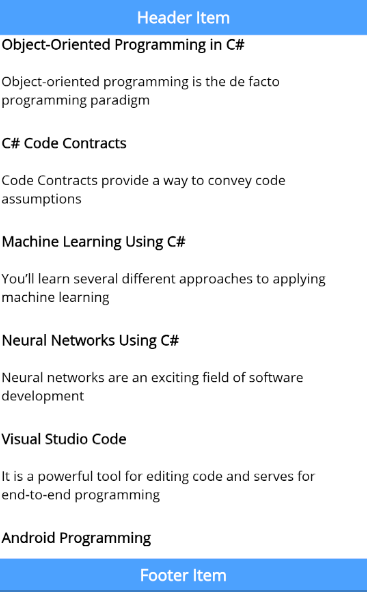 Header Item
Object-Oriented Programming in C#
Object-oriented programming is the de facto
programming paradigm
C# Code Contracts
Code Contracts provide a way to convey code
assumptions
Machine Learning Using C#
You’ll learn several different approaches to applying
machine learning
Neural Networks Using C#
Neural networks are an exciting field of software
development
Visual Studio Code
It is a powerful tool for editing code and serves for
end-to-end programming
Android Programming
Footer Item